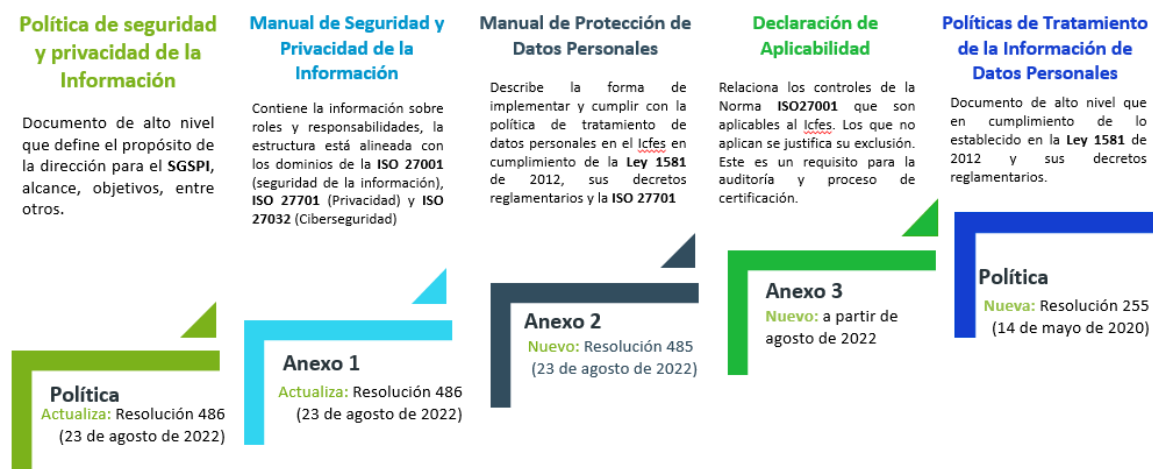 Política de seguridad
y privacidad de la
Información
Documento de alto nivel
que define el propósito de
la dirección para el SGSPI,
alcance, objetivos, entre
otros.
Política
Actualiza: Resolución 486
(23 de agosto de 2022)
Manual de Seguridad y
Privacidad de la
Información
Contiene la información sobre
roles y responsabilidades, la
estructura está alineada con
los dominios de la ISO 27001
(seguridad de la información),
ISO 27701 (Privacidad) y ISO
27032 (Ciberseguridad)
Anexo 1
Actualiza: Resolución 486
(23 de agosto de 2022)
Manual de Protección de
Datos Personales
Describe la forma de
implementar y cumplir con la
política de tratamiento de
datos personales en el Icfes en
cumplimiento de la Ley 1581
de 2012, sus decretos
reglamentarios y la ISO 27701
Anexo 2
Nuevo: Resolución 485
(23 de agosto de 2022)
Declaración de
Aplicabilidad
Relaciona los controles de la
Norma ISO27001 que son
aplicables al Icfes. Los que no
aplican se justifica su exclusión.
Este es un requisito para la
auditoría y proceso de
certificación.
Anexo 3
Nuevo: a partir de
agosto de 2022
Políticas de Tratamiento
de la Información de
Datos Personales
Documento de alto nivel que
en cumplimiento de lo
establecido en la Ley 1581 de
2012 y sus decretos
reglamentarios.
Política
Nueva: Resolución 255
(14 de mayo de 2020)